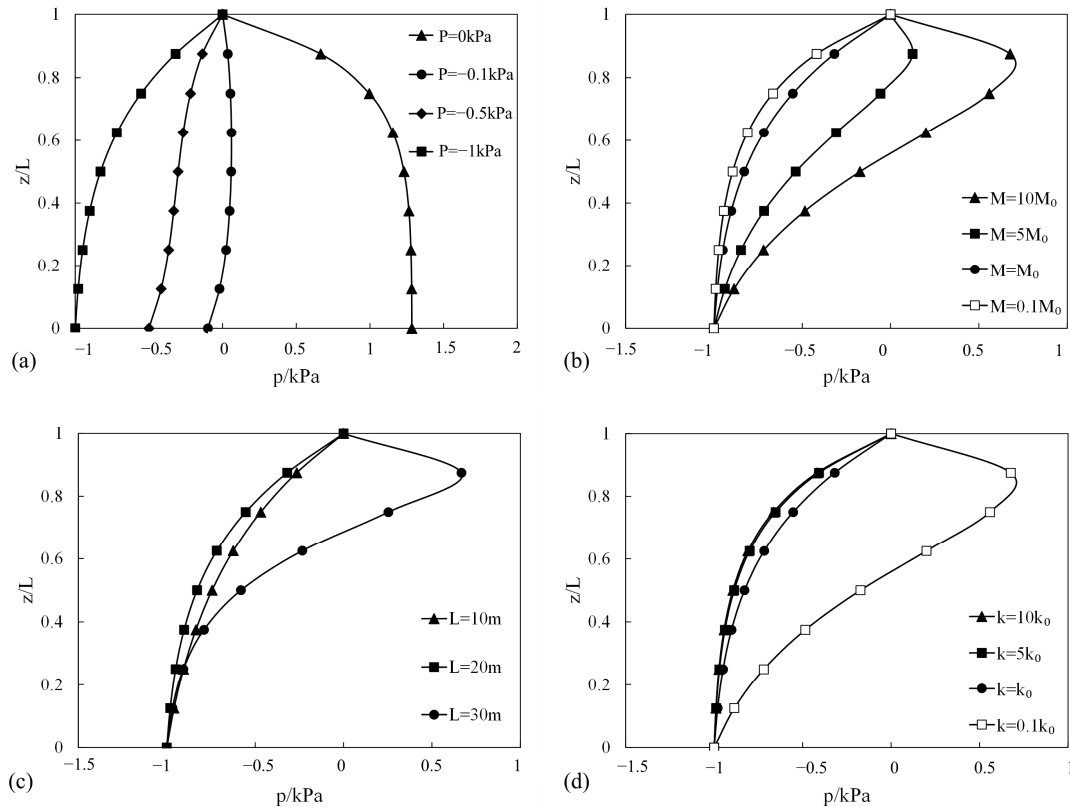 1
0.8
0.6
0.4
0.2
0
z/L
P=0kPa
P=−0.1kPa
P=−0.5kPa
P=−1kPa
−1
−0.5
0
0.5
1
1.5
2
p/kPa
(a)
1
0.8
0.6
0.4
0.2
0
z/L
M=10M₀
M=5M₀
M=M₀
M=0.1M₀
−1.5
−1
−0.5
0
0.5
1
p/kPa
(b)
1
0.8
0.6
0.4
0.2
0
z/L
L=10m
L=20m
L=30m
−1.5
−1
−0.5
0
0.5
1
p/kPa
(c)
1
0.8
0.6
0.4
0.2
0
z/L
k=10k₀
k=5k₀
k=k₀
k=0.1k₀
−1.5
−1
−0.5
0
0.5
1
p/kPa
(d)